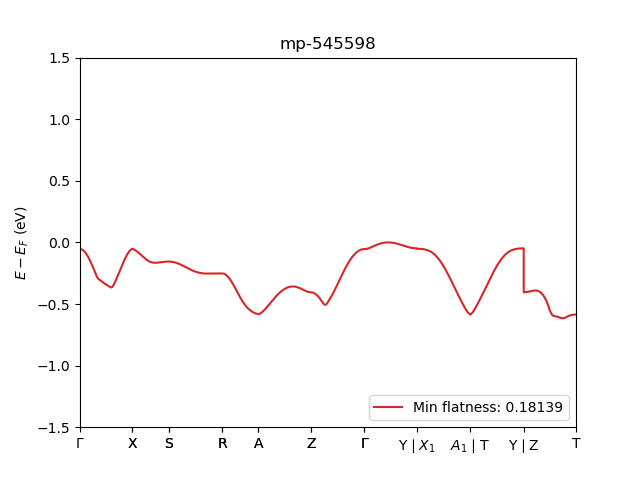 mp-545598
1.5
1.0
0.5
0.0
−0.5
−1.0
−1.5
E − E_F (eV)
Min flatness: 0.18139
Γ X S R A Z Γ Y | X₁ A₁ | T Y | Z T